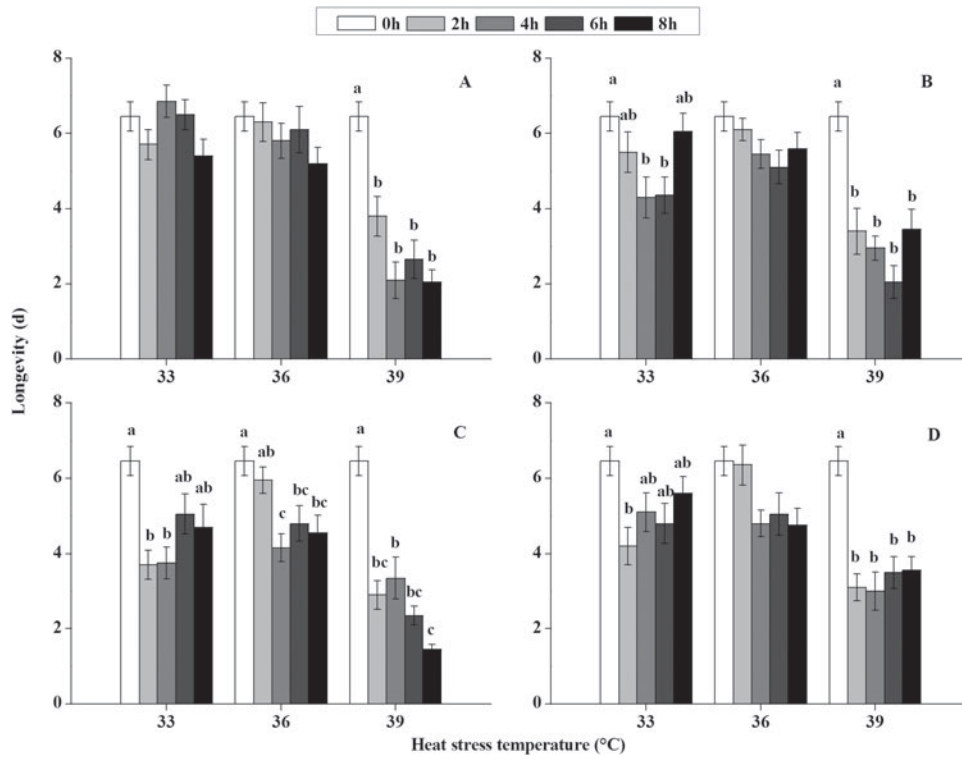 0h 2h 4h 6h 8h
8 A 8 B
a a ab a
6 6 ab
b b
4 b 4 b
b b b b b b
2 2
0 0
33 36 39 33 36 39
Longevity (d)
8 C 8 D
a a a a a
6 ab 6 ab
ab ab bc bc ab ab
b b c b
4 b 4 b b b b
bc bc
2 c 2
0 0
33 36 39 33 36 39
Heat stress temperature (°C)